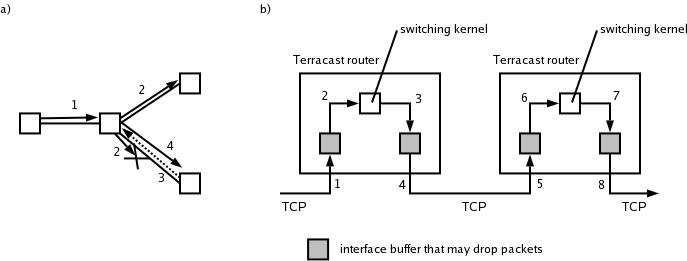 a)
b)
switching kernel
switching kernel
Terracast router
Terracast router
1
2
2
3
4
2
3
6
7
1
4
5
8
TCP
TCP
TCP
interface buffer that may drop packets